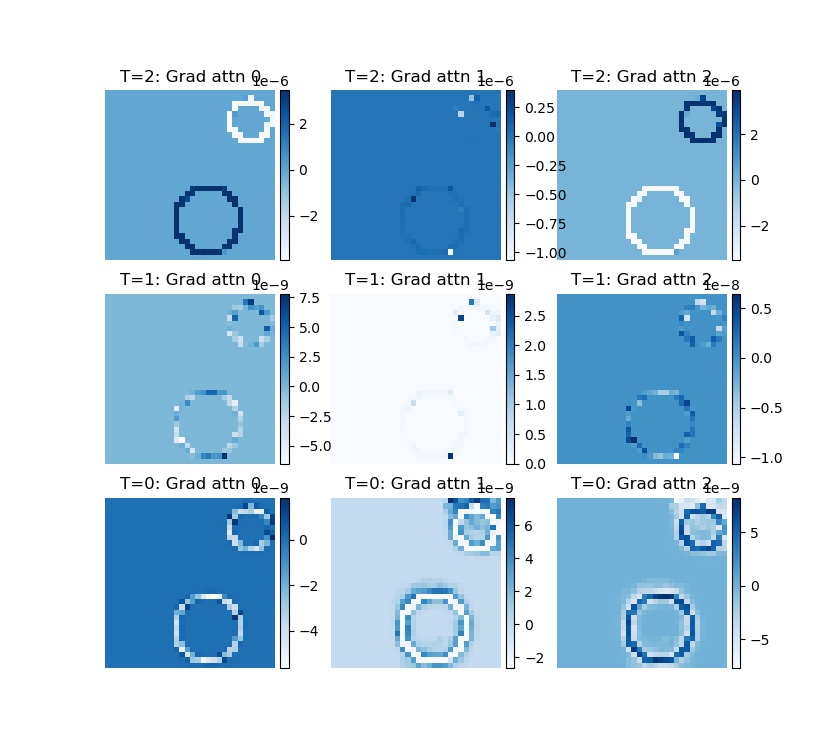 T=2: Grad attn 0
1e−6
2
0
−2
T=2: Grad attn 1
1e−6
0.25
0.00
−0.25
−0.50
−0.75
−1.00
T=2: Grad attn 2
1e−6
2
0
−2
T=1: Grad attn 0
1e−9
7.5
5.0
2.5
0.0
−2.5
−5.0
T=1: Grad attn 1
1e−9
2.5
2.0
1.5
1.0
0.5
0.0
T=1: Grad attn 2
1e−8
0.5
0.0
−0.5
−1.0
T=0: Grad attn 0
1e−9
0
−2
−4
T=0: Grad attn 1
1e−9
6
4
2
0
−2
T=0: Grad attn 2
1e−9
5
0
−5